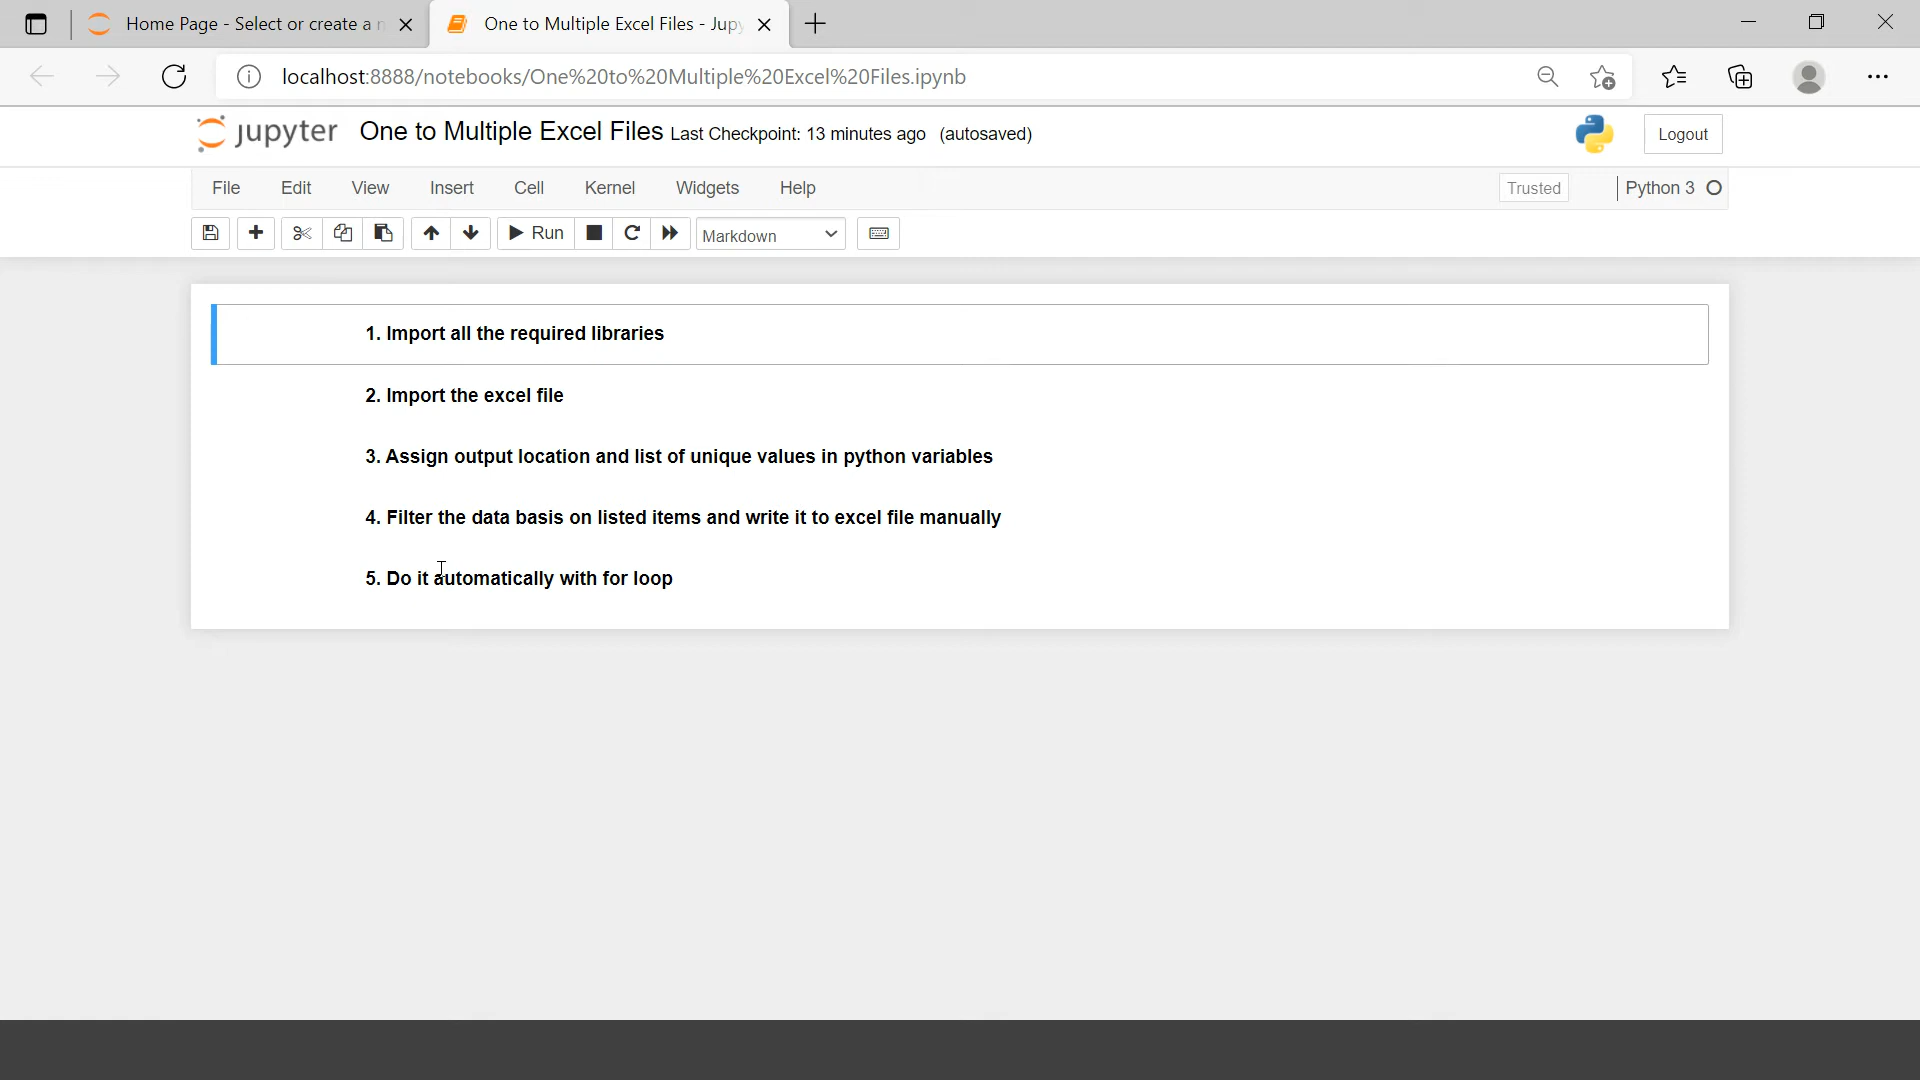 Home Page - Select or create a n
One to Multiple Excel Files - Jupy
localhost:8888/notebooks/One%20to%20Multiple%20Excel%20Files.ipynb
jupyter One to Multiple Excel Files Last Checkpoint: 13 minutes ago (autosaved)
Logout
File Edit View Insert Cell Kernel Widgets Help
Trusted
Python 3
Run
Markdown
1. Import all the required libraries
2. Import the excel file
3. Assign output location and list of unique values in python variables
4. Filter the data basis on listed items and write it to excel file manually
5. Do it automatically with for loop